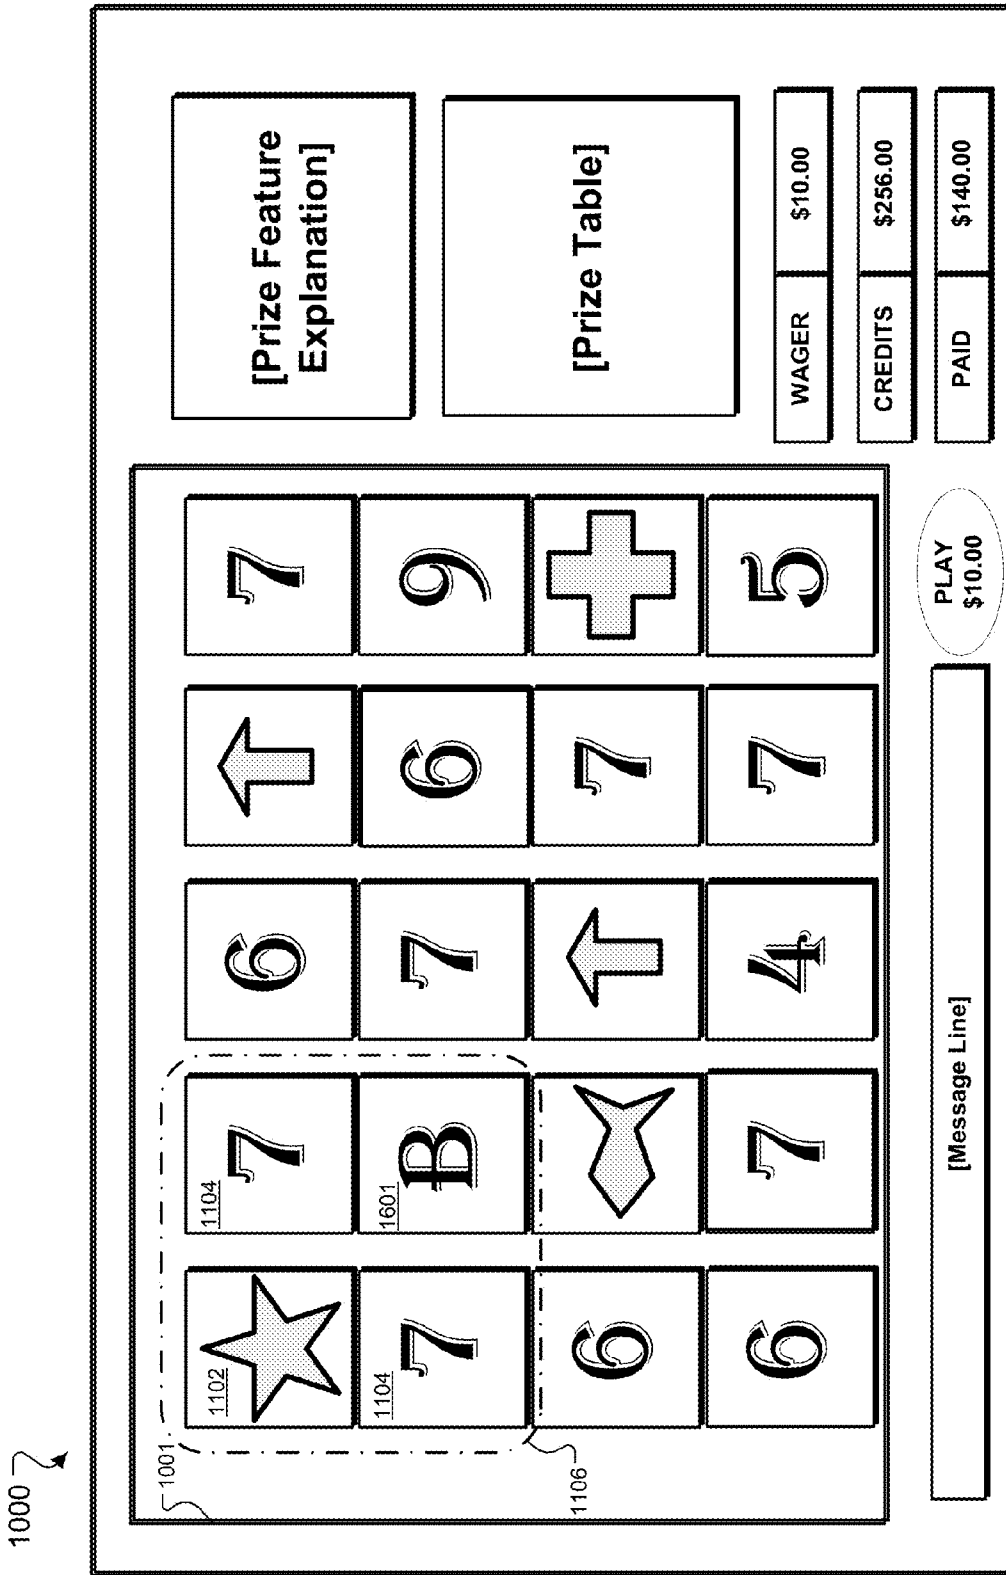 1000
1001
1102
1104
7 6 7
1104
1601
7 B 7 6 9
1106
6 7
6 7 4 7 5
[Prize Feature
Explanation]
[Prize Table]
WAGER $10.00
CREDITS $256.00
PAID $140.00
[Message Line]
PLAY
$10.00